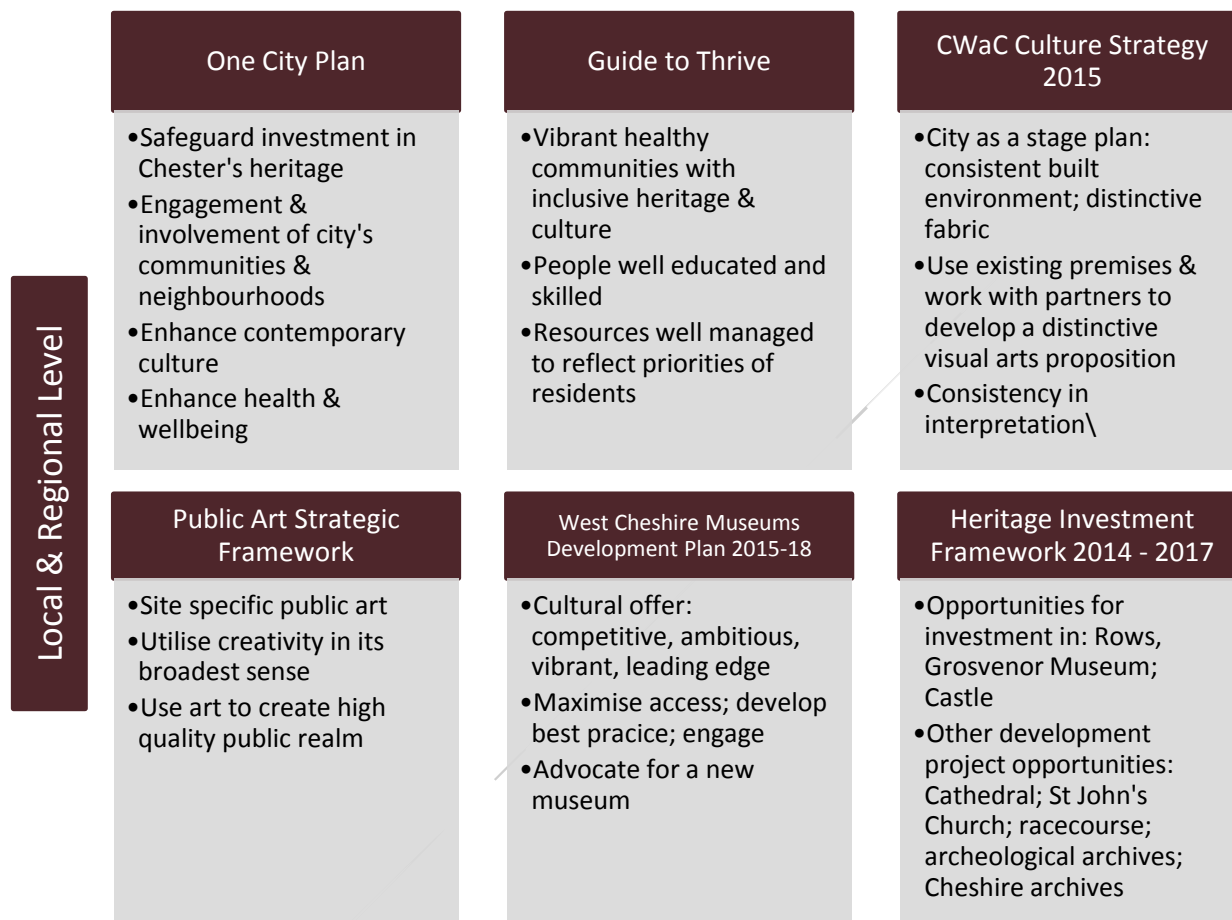 Local & Regional Level
One City Plan
•Safeguard investment in
Chester's heritage
•Engagement &
involvement of city's
communities &
neighbourhoods
•Enhance contemporary
culture
•Enhance health &
wellbeing
Guide to Thrive
•Vibrant healthy
communities with
inclusive heritage &
culture
•People well educated and
skilled
•Resources well managed
to reflect priorities of
residents
CWaC Culture Strategy
2015
•City as a stage plan:
consistent built
environment; distinctive
fabric
•Use existing premises &
work with partners to
develop a distinctive
visual arts proposition
•Consistency in
interpretation\
Public Art Strategic
Framework
•Site specific public art
•Utilise creativity in its
broadest sense
•Use art to create high
quality public realm
West Cheshire Museums
Development Plan 2015-18
•Cultural offer:
competitive, ambitious,
vibrant, leading edge
•Maximise access; develop
best pracice; engage
•Advocate for a new
museum
Heritage Investment
Framework 2014 - 2017
•Opportunities for
investment in: Rows,
Grosvenor Museum;
Castle
•Other development
project opportunities:
Cathedral; St John's
Church; racecourse;
archeological archives;
Cheshire archives